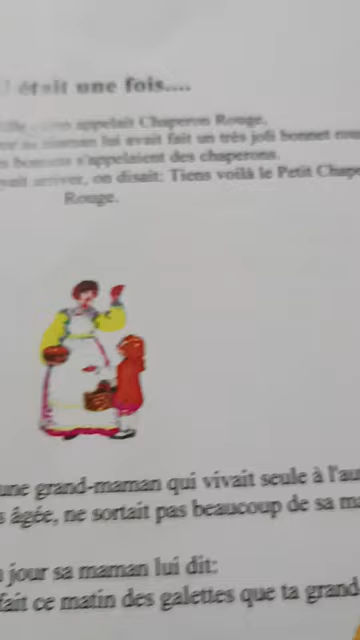 était une fois....
appelait Chaperon Rouge,
maman lui avait fait un très joli bonnet
s'appelaient des chaperons.
arriver, on disait: Tiens voilà le Petit
Rouge.
une grand-maman qui vivait seule à
âgée, ne sortait pas beaucoup de sa
jour sa maman lui dit:
fait ce matin des galettes que ta grand-